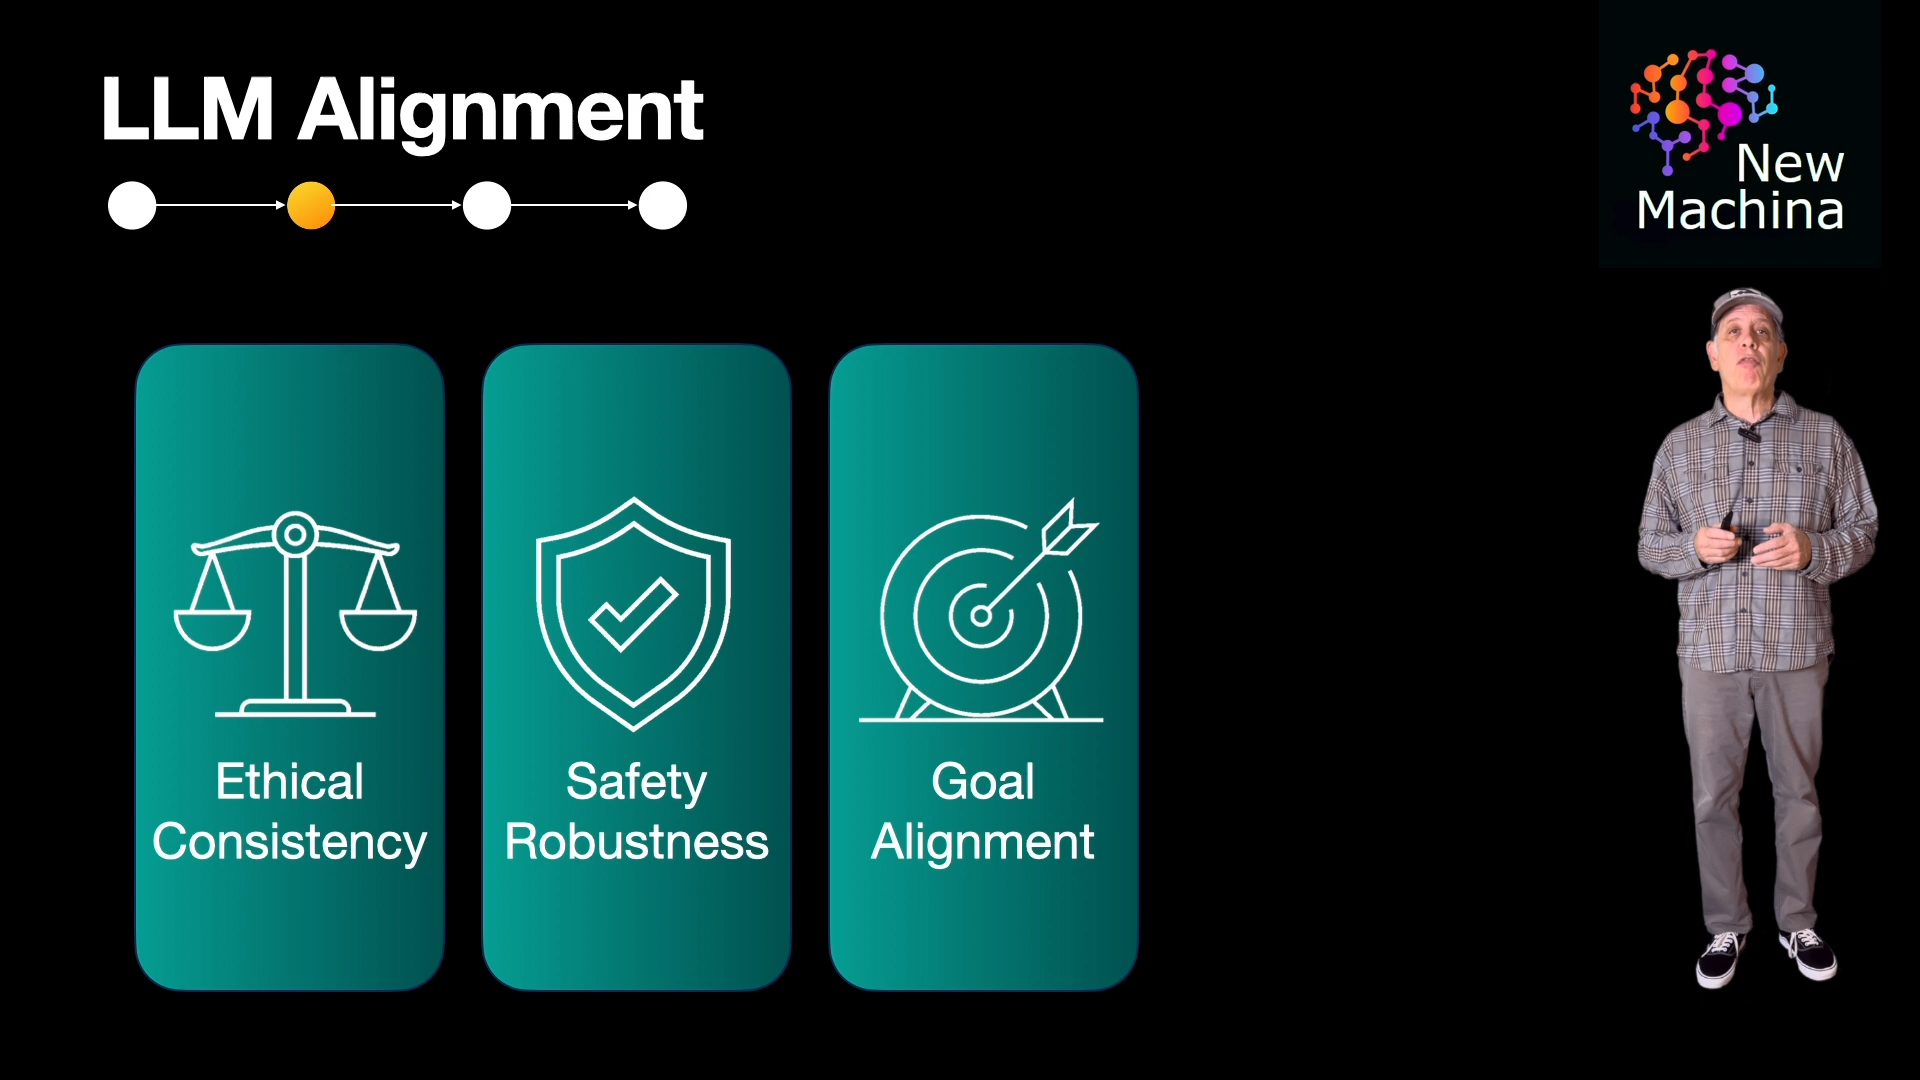 LLM Alignment
New
Machina
Ethical
Consistency
Safety
Robustness
Goal
Alignment